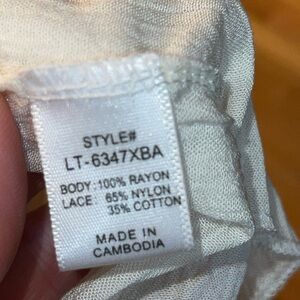 STYLE#
LT-6347XBA
BODY: 100% RAYON
LACE: 65% NYLON
35% COTTON
MADE IN
CAMBODIA